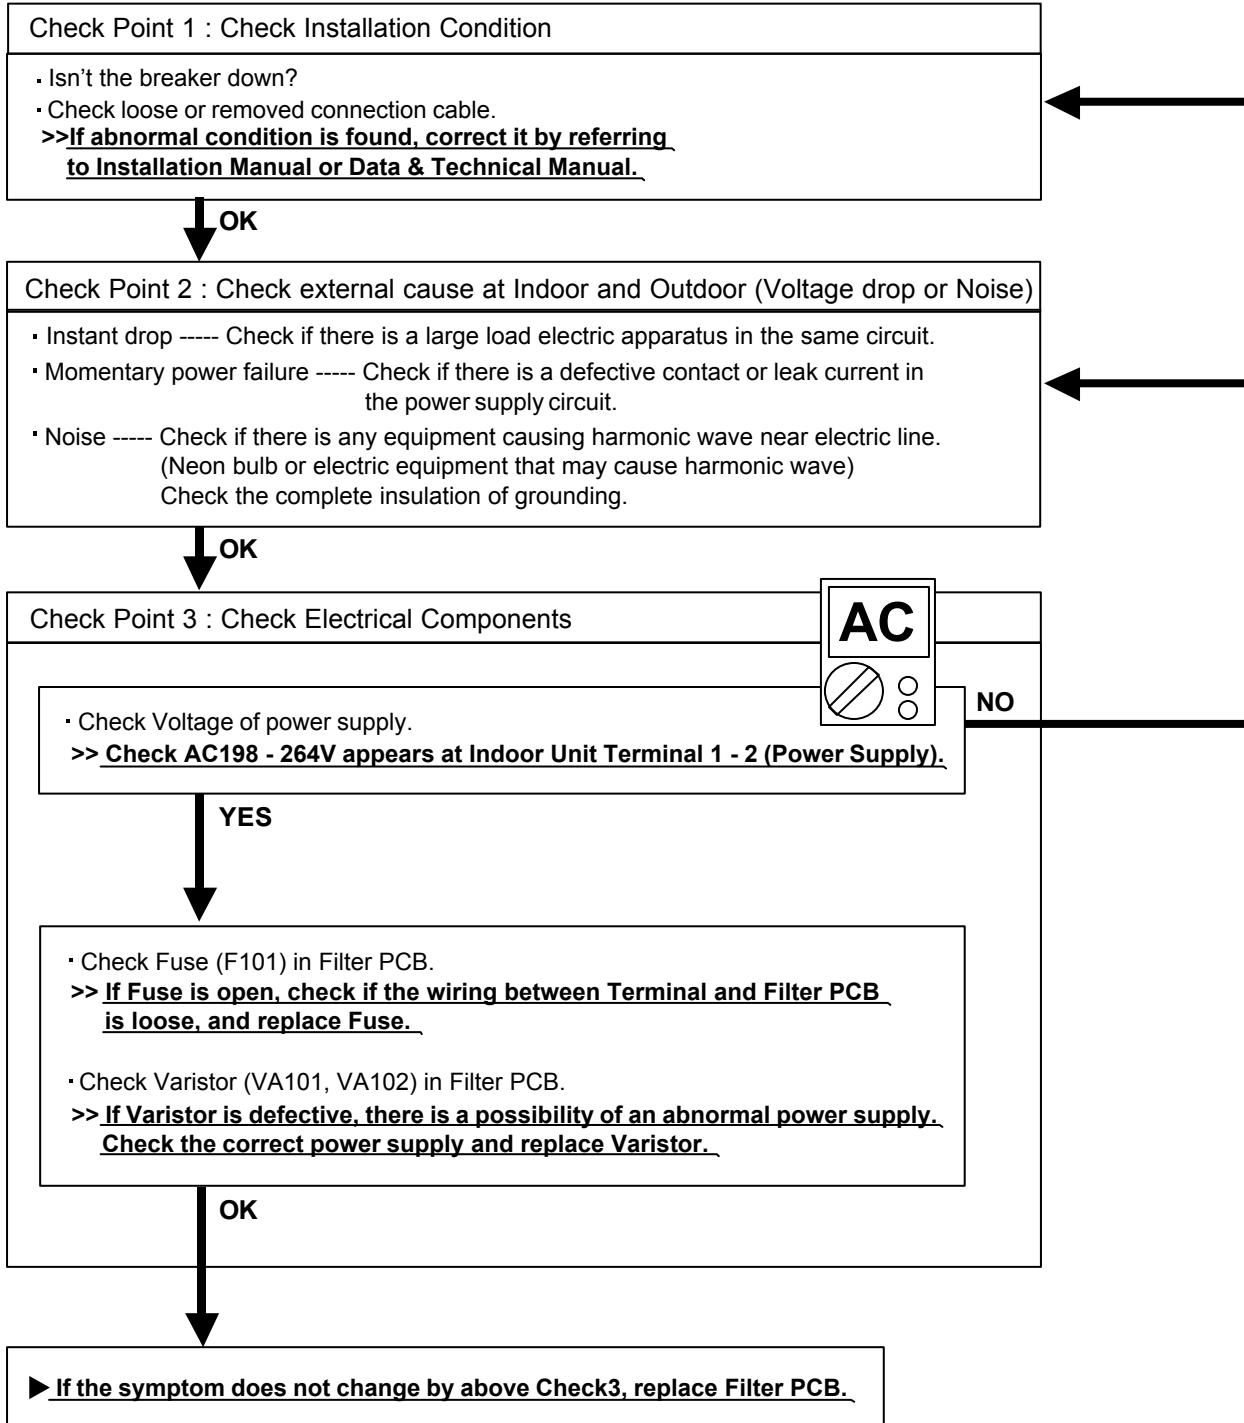 Check Point 1 : Check Installation Condition
· Isn’t the breaker down?
· Check loose or removed connection cable.
>>If abnormal condition is found, correct it by referring
to Installation Manual or Data & Technical Manual.
OK
Check Point 2 : Check external cause at Indoor and Outdoor (Voltage drop or Noise)
· Instant drop ----- Check if there is a large load electric apparatus in the same circuit.
· Momentary power failure ----- Check if there is a defective contact or leak current in
the power supply circuit.
· Noise ----- Check if there is any equipment causing harmonic wave near electric line.
(Neon bulb or electric equipment that may cause harmonic wave)
Check the complete insulation of grounding.
OK
Check Point 3 : Check Electrical Components
AC
NO
· Check Voltage of power supply.
>> Check AC198 - 264V appears at Indoor Unit Terminal 1 - 2 (Power Supply).
YES
· Check Fuse (F101) in Filter PCB.
>> If Fuse is open, check if the wiring between Terminal and Filter PCB
is loose, and replace Fuse.
· Check Varistor (VA101, VA102) in Filter PCB.
>> If Varistor is defective, there is a possibility of an abnormal power supply.
Check the correct power supply and replace Varistor.
OK
▶ If the symptom does not change by above Check3, replace Filter PCB.